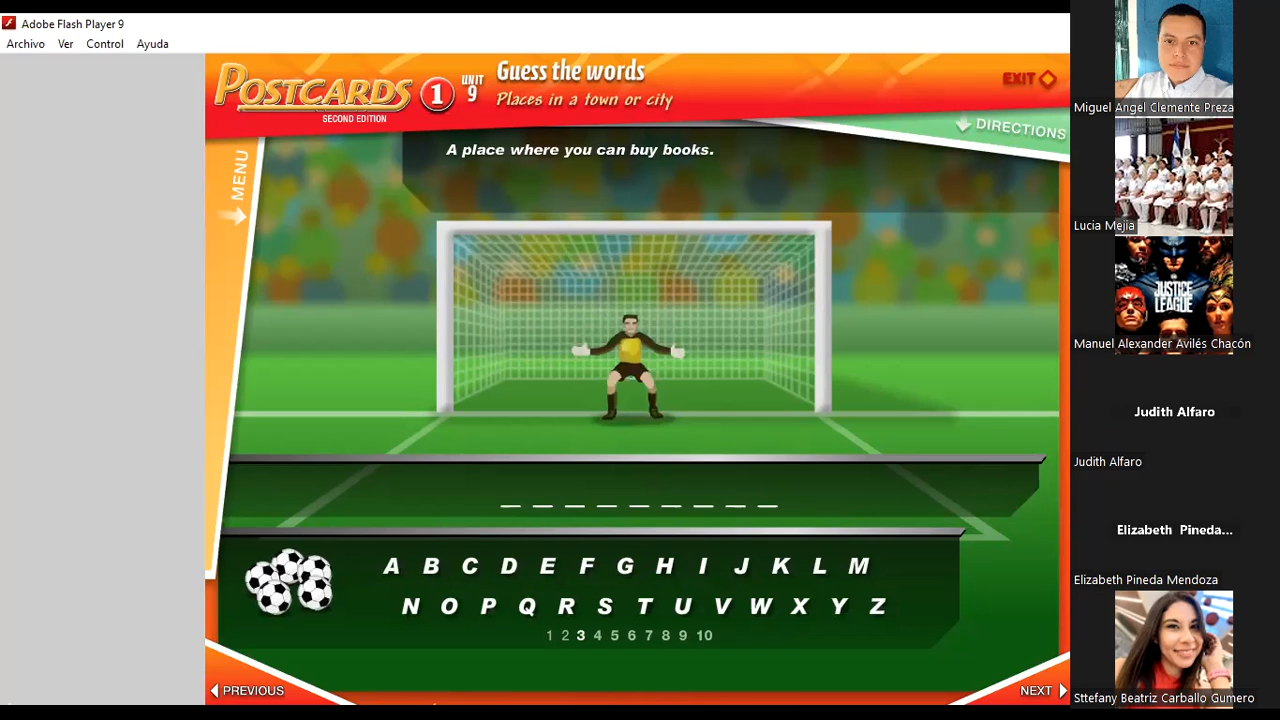 Adobe Flash Player 9
Archivo Ver Control Ayuda
POSTCARDS 1 UNIT 9
SECOND EDITION
Guess the words
Places in a town or city
EXIT
DIRECTIONS
MENU
A place where you can buy books.
_ _ _ _ _ _ _ _ _
A B C D E F G H I J K L M
N O P Q R S T U V W X Y Z
1 2 3 4 5 6 7 8 9 10
PREVIOUS
NEXT
Miguel Angel Clemente Preza
Lucia Mejia
JUSTICE
LEAGUE
Manuel Alexander Avilés Chacón
Judith Alfaro
Judith Alfaro
Elizabeth Pineda...
Elizabeth Pineda Mendoza
Sttefany Beatriz Carballo Gumero